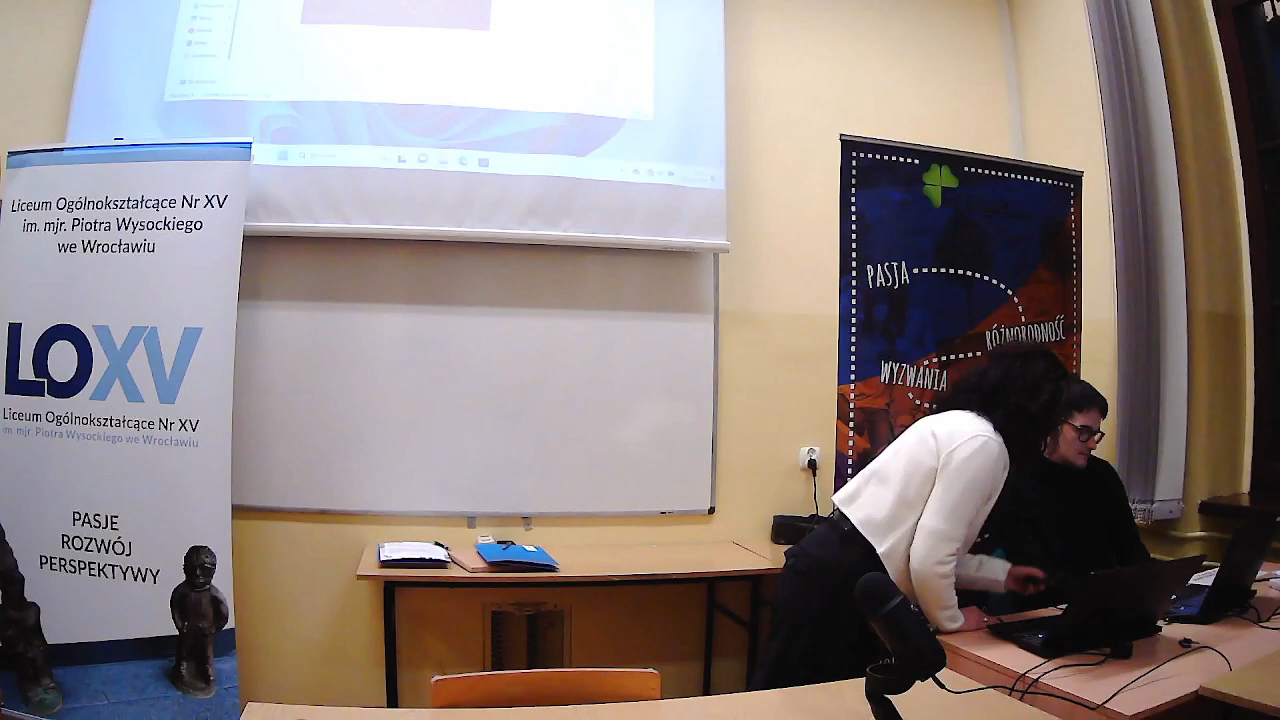 Liceum Ogólnokształcące Nr XV
im. mjr. Piotra Wysockiego
we Wrocławiu
LOXV
Liceum Ogólnokształcące Nr XV
im. mjr. Piotra Wysockiego we Wrocławiu
PASJE
ROZWÓJ
PERSPEKTYWY
PASJA
RÓŻNORODNOŚĆ
WYZWANIA